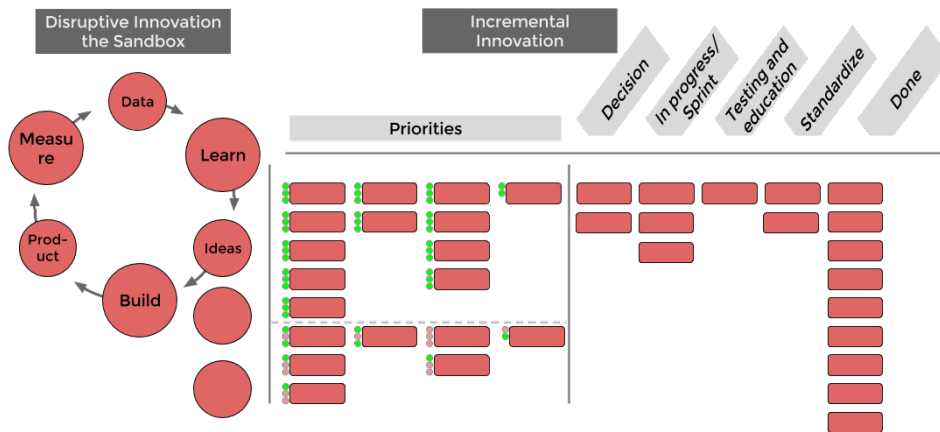 Disruptive Innovation
the Sandbox
Incremental
Innovation
Decision
In progress/
Sprint
Testing and
education
Standardize
Done
Priorities
Data
Measu
re
Learn
Prod-
uct
Ideas
Build